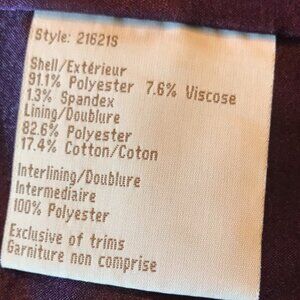 Style: 21621S
Shell/Extérieur
91.1% Polyester 7.6% Viscose
1.3% Spandex
Lining/Doublure
82.6% Polyester
17.4% Cotton/Coton
Interlining/Doublure
Intermediaire
100% Polyester
Exclusive of trims
Garniture non comprise